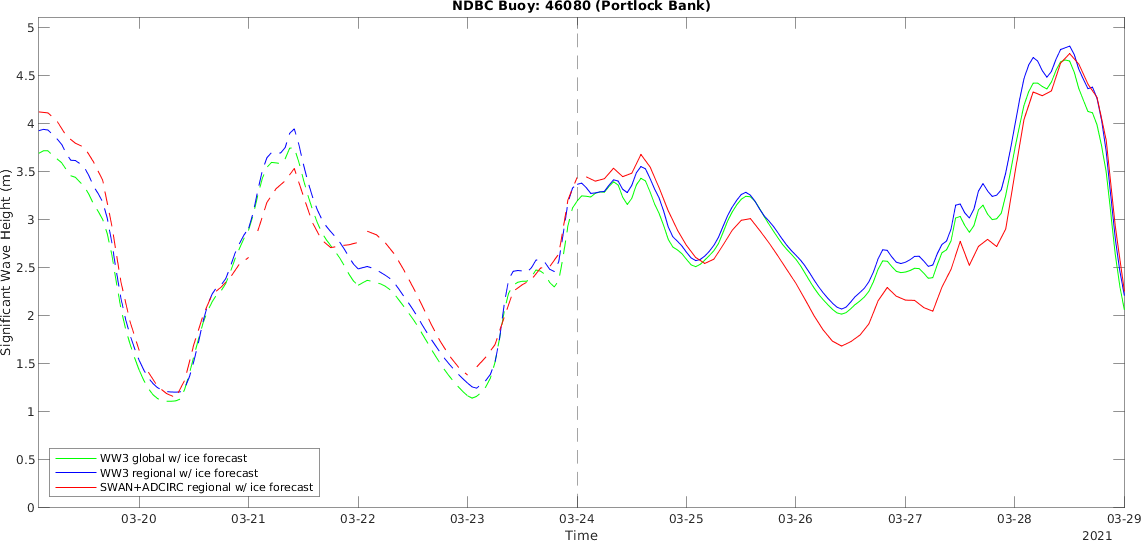 NDBC Buoy: 46080 (Portlock Bank)
5
4.5
4
3.5
3
2.5
2
1.5
1
0.5
0
Significant Wave Height (m)
WW3 global w/ ice forecast
WW3 regional w/ ice forecast
SWAN+ADCIRC regional w/ ice forecast
03-20 03-21 03-22 03-23 03-24 03-25 03-26 03-27 03-28 03-29
Time
2021